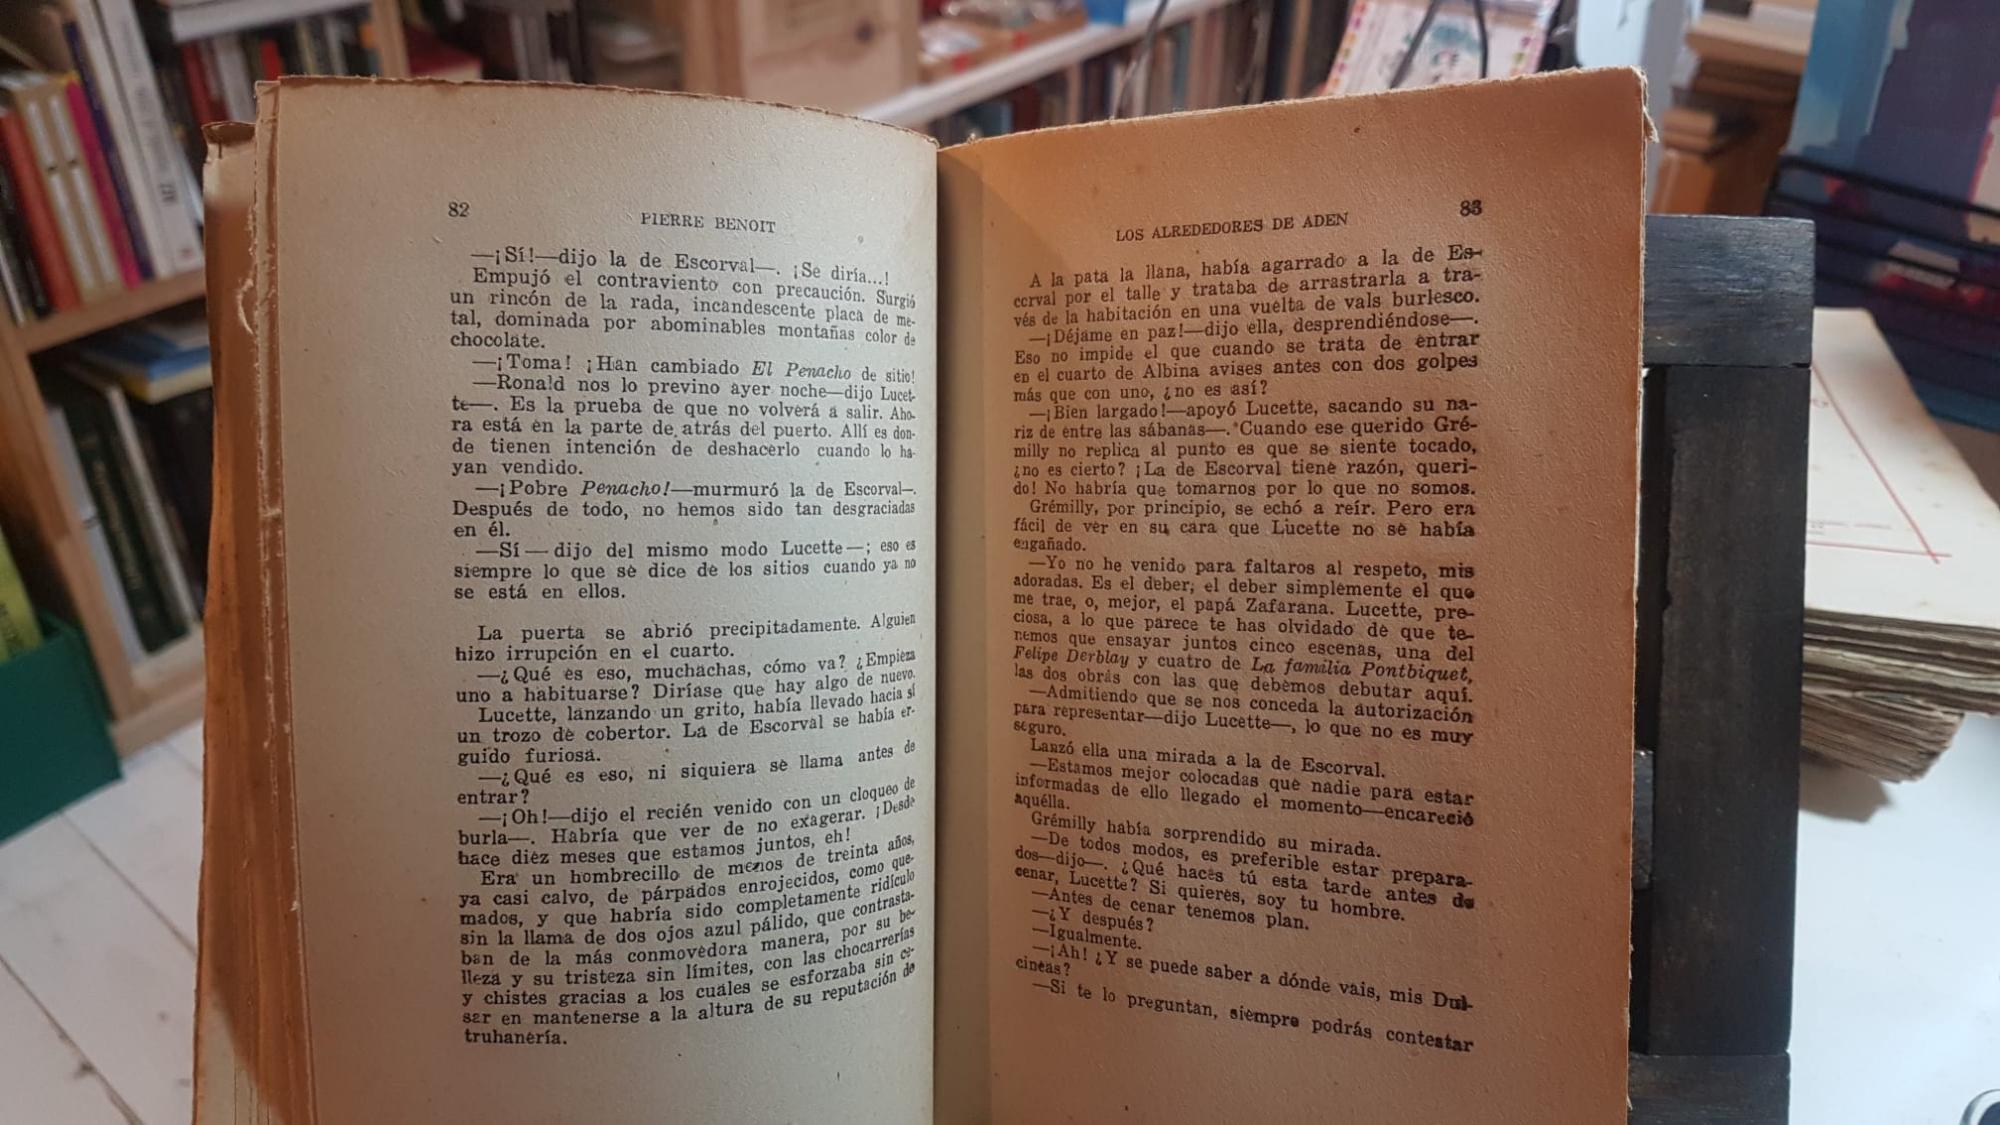 82
PIERRE BENOIT
—¡Sí!—dijo la de Escorval—. ¡Se diría...!
Empujó el contraviento con precaución. Surgió
un rincón de la rada, incandescente placa de me-
tal, dominada por abominables montañas color de
chocolate.
—¡Toma! ¡Han cambiado El Penacho de sitio!
—Ronald nos lo previno ayer noche—dijo Lucet-
te—. Es la prueba de que no volverá a salir. Aho-
ra está en la parte de atrás del puerto. Allí es don-
de tienen intención de deshacerlo cuando lo ha-
yan vendido.
—¡Pobre Penacho!—murmuró la de Escorval—.
Después de todo, no hemos sido tan desgraciadas
en él.
—Sí — dijo del mismo modo Lucette —; eso es
siempre lo que se dice de los sitios cuando ya no
se está en ellos.
La puerta se abrió precipitadamente. Alguien
hizo irrupción en el cuarto.
—¿Qué es eso, muchachas, cómo va? ¿Empieza
uno a habituarse? Diríase que hay algo de nuevo.
Lucette, lanzando un grito, había llevado hacia sí
un trozo de cobertor. La de Escorval se había er-
guido furiosa.
—¿Qué es eso, ni siquiera se llama antes de
entrar?
—¡Oh!—dijo el recién venido con un cloqueo de
burla—. Habría que ver de no exagerar. ¡Desde
hace diez meses que estamos juntos, eh!
Era un hombrecillo de menos de treinta años,
ya casi calvo, de párpados enrojecidos, como que-
mados, y que habría sido completamente ridículo
sin la llama de dos ojos azul pálido, que contrasta-
ban de la más conmovedora manera, por su be-
lleza y su tristeza sin límites, con las chocarrerías
y chistes gracias a los cuales se esforzaba sin ce-
sar en mantenerse a la altura de su reputación de
truhanería.
LOS ALREDEDORES DE ADEN
83
A la pata la llana, había agarrado a la de Es-
corval por el talle y trataba de arrastrarla a tra-
vés de la habitación en una vuelta de vals burlesco.
—¡Déjame en paz!—dijo ella, desprendiéndose—.
Eso no impide el que cuando se trata de entrar
en el cuarto de Albina avises antes con dos golpes
más que con uno, ¿no es así?
—¡Bien largado!—apoyó Lucette, sacando su na-
riz de entre las sábanas—. Cuando ese querido Gré-
milly no replica al punto es que se siente tocado,
¿no es cierto? ¡La de Escorval tiene razón, queri-
do! No habría que tomarnos por lo que no somos.
Grémilly, por principio, se echó a reír. Pero era
fácil de ver en su cara que Lucette no se había
engañado.
—Yo no he venido para faltaros al respeto, mis
adoradas. Es el deber; el deber simplemente el que
me trae, o, mejor, el papá Zafarana. Lucette, pre-
ciosa, a lo que parece te has olvidado de que te-
nemos que ensayar juntos cinco escenas, una del
Felipe Derblay y cuatro de La familia Pontbiquet,
las dos obras con las que debemos debutar aquí.
—Admitiendo que se nos conceda la autorización
para representar—dijo Lucette—, lo que no es muy
seguro.
Lanzó ella una mirada a la de Escorval.
—Estamos mejor colocadas que nadie para estar
informadas de ello llegado el momento—encareció
aquélla.
Grémilly había sorprendido su mirada.
—De todos modos, es preferible estar prepara-
dos—dijo—. ¿Qué haces tú esta tarde antes de
cenar, Lucette? Si quieres, soy tu hombre.
—Antes de cenar tenemos plan.
—¿Y después?
—Igualmente.
—¡Ah! ¿Y se puede saber a dónde vais, mis Dul-
cineas?
—Si te lo preguntan, siempre podrás contestar